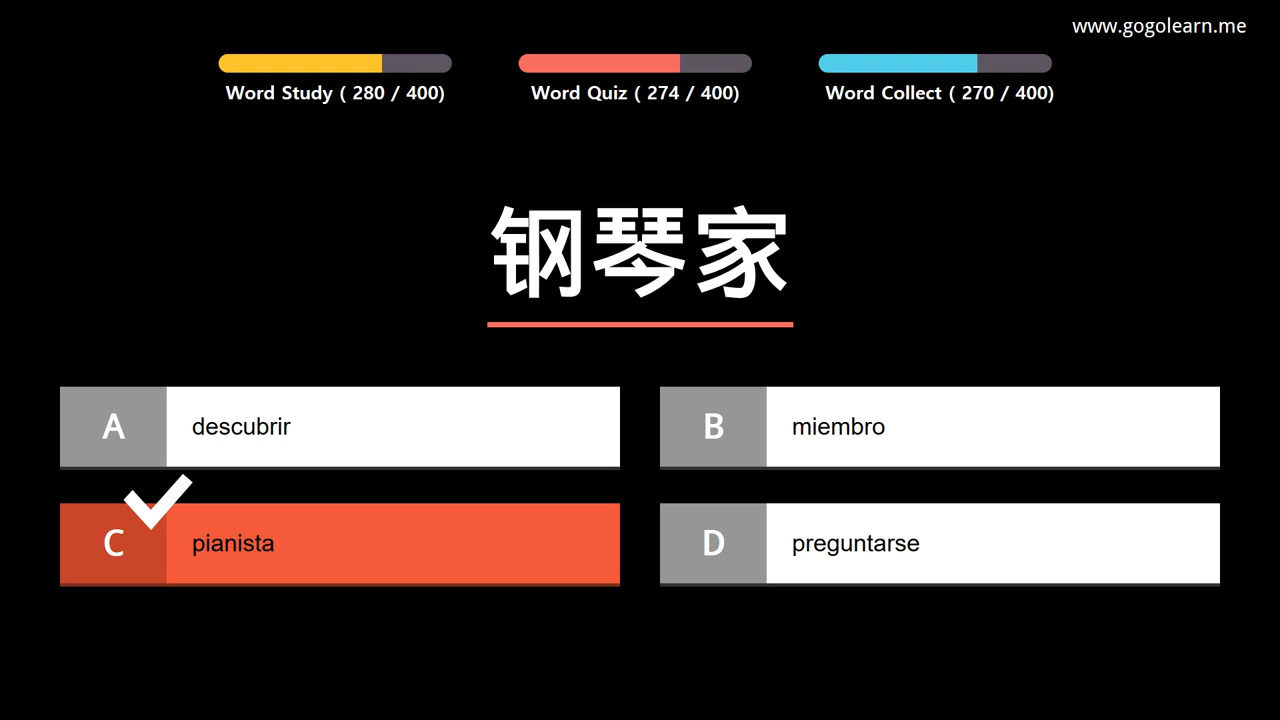 www.gogolearn.me
Word Study ( 280 / 400)
Word Quiz ( 274 / 400)
Word Collect ( 270 / 400)
钢琴家
A descubrir
B miembro
C pianista
D preguntarse